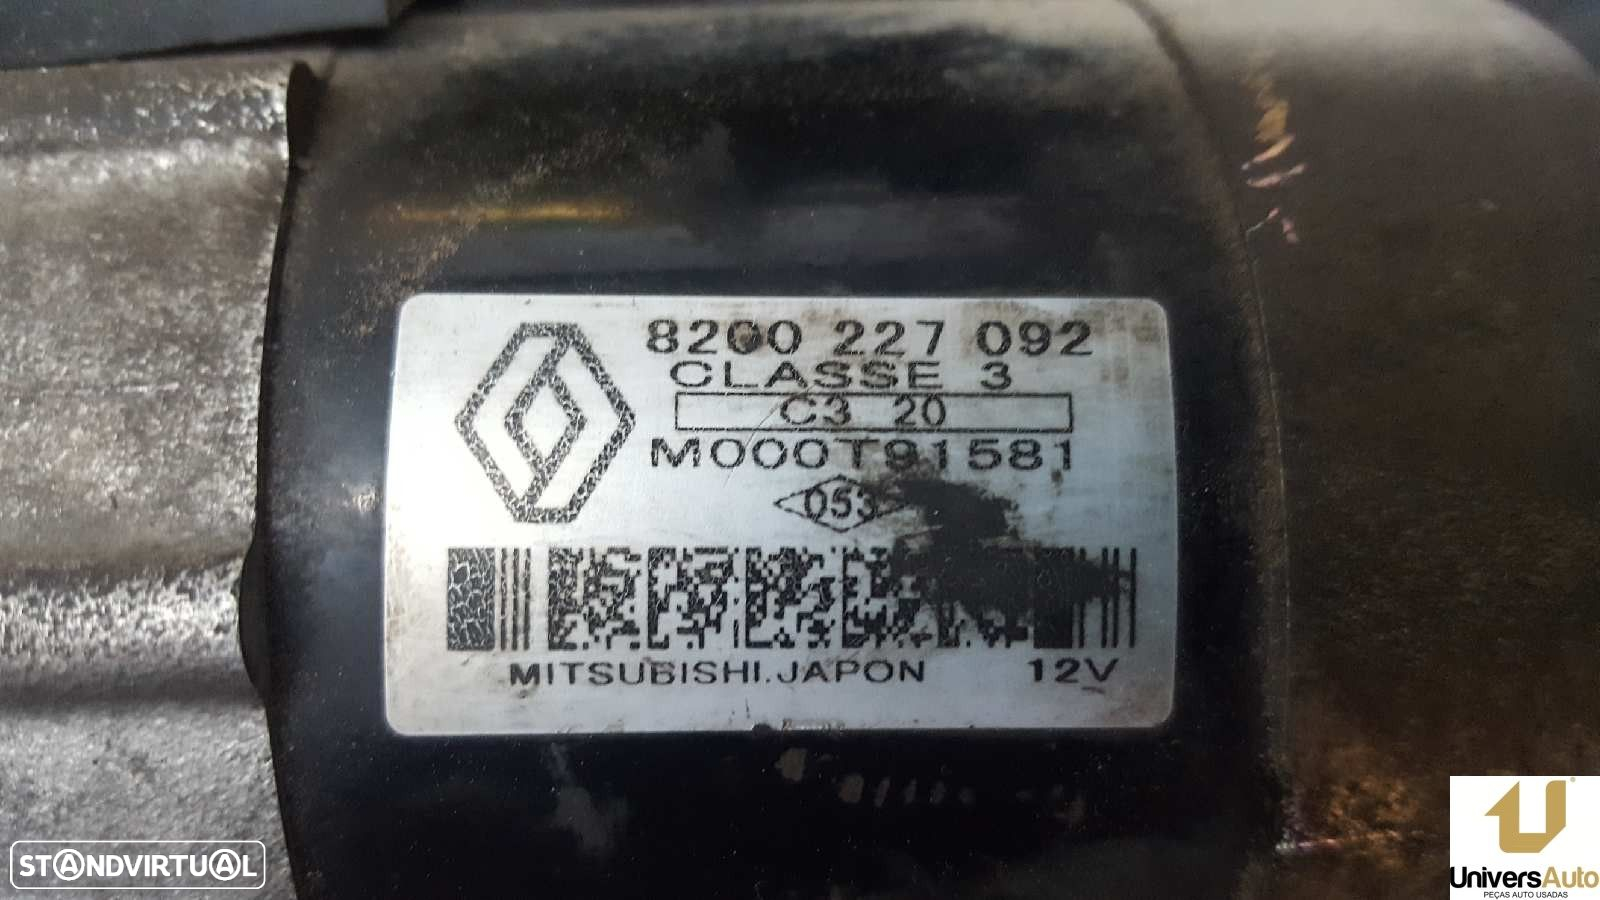 8200 227 092
CLASSE 3
C3 20
M000T91581
053
MITSUBISHI.JAPON 12V
STANDVIRTUAL
UniversAuto
PEÇAS AUTO USADAS